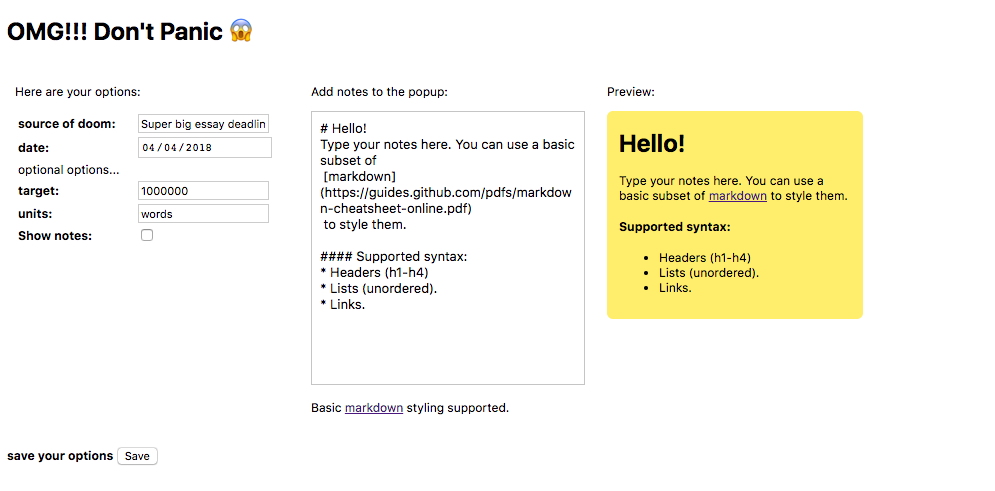 OMG!!! Don't Panic 😱
Here are your options:
source of doom: Super big essay deadlin
date: 04/04/2018
optional options...
target: 1000000
units: words
Show notes:
Add notes to the popup:
# Hello!
Type your notes here. You can use a basic
subset of
[markdown]
(https://guides.github.com/pdfs/markdow
n-cheatsheet-online.pdf)
to style them.
#### Supported syntax:
* Headers (h1-h4)
* Lists (unordered).
* Links.
Basic markdown styling supported.
Preview:
Hello!
Type your notes here. You can use a
basic subset of markdown to style them.
Supported syntax:
• Headers (h1-h4)
• Lists (unordered).
• Links.
save your options Save